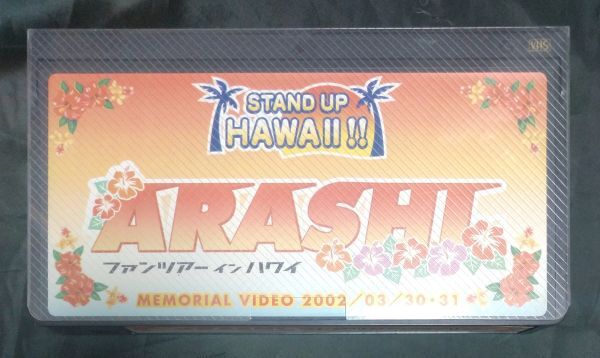 VHS
STAND UP
HAWAII!!
ARASHI
ファンツアー イン ハワイ
MEMORIAL VIDEO 2002/03/30・31